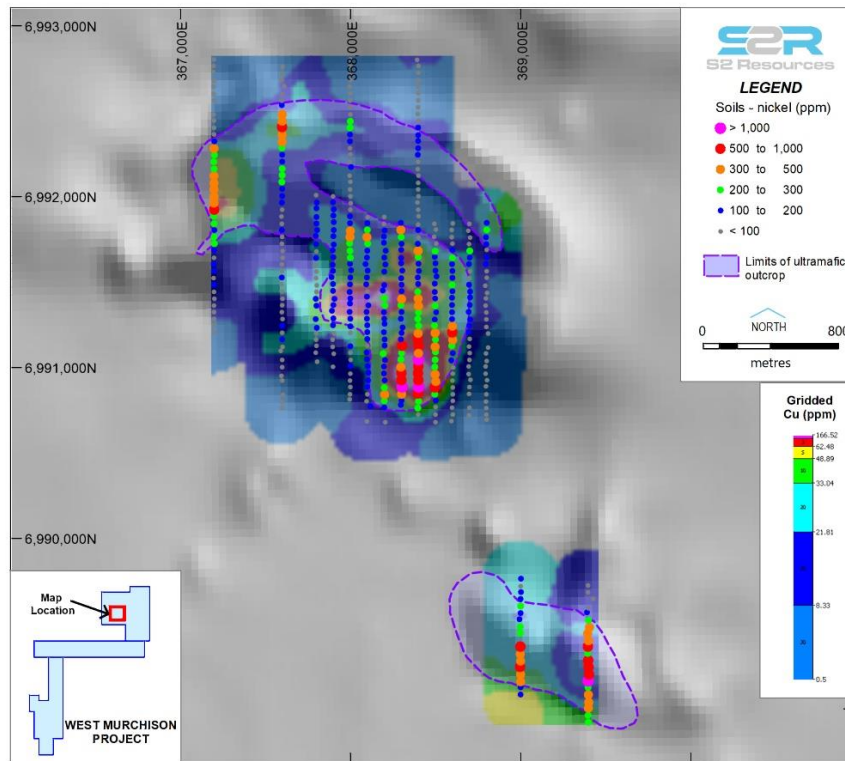 6,993,000N
367,000E
368,000E
369,000E
S2R
S2 RESOURCES
LEGEND
Soils - nickel (ppm)
> 1,000
500 to 1,000
300 to 500
200 to 300
100 to 200
< 100
Limits of ultramafic
outcrop
NORTH
0 800
metres
6,992,000N
6,991,000N
6,990,000N
Gridded
Cu (ppm)
166.52
62.48
48.89
33.04
21.81
8.33
0.5
Map
Location
WEST MURCHISON
PROJECT